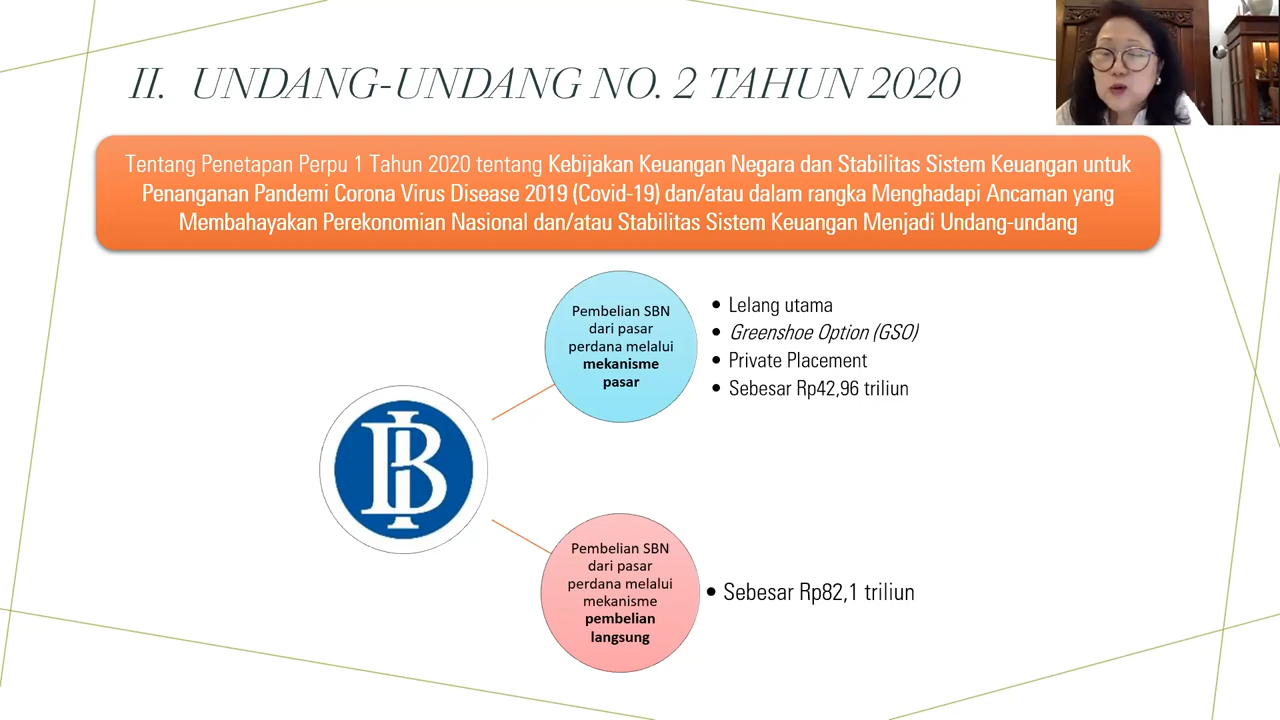 II. UNDANG-UNDANG NO. 2 TAHUN 2020
Tentang Penetapan Perpu 1 Tahun 2020 tentang Kebijakan Keuangan Negara dan Stabilitas Sistem Keuangan untuk
Penanganan Pandemi Corona Virus Disease 2019 (Covid-19) dan/atau dalam rangka Menghadapi Ancaman yang
Membahayakan Perekonomian Nasional dan/atau Stabilitas Sistem Keuangan Menjadi Undang-undang
Pembelian SBN
dari pasar
perdana melalui
mekanisme
pasar
• Lelang utama
• Greenshoe Option (GSO)
• Private Placement
• Sebesar Rp42,96 triliun
BI
Pembelian SBN
dari pasar
perdana melalui
mekanisme
pembelian
langsung
• Sebesar Rp82,1 triliun